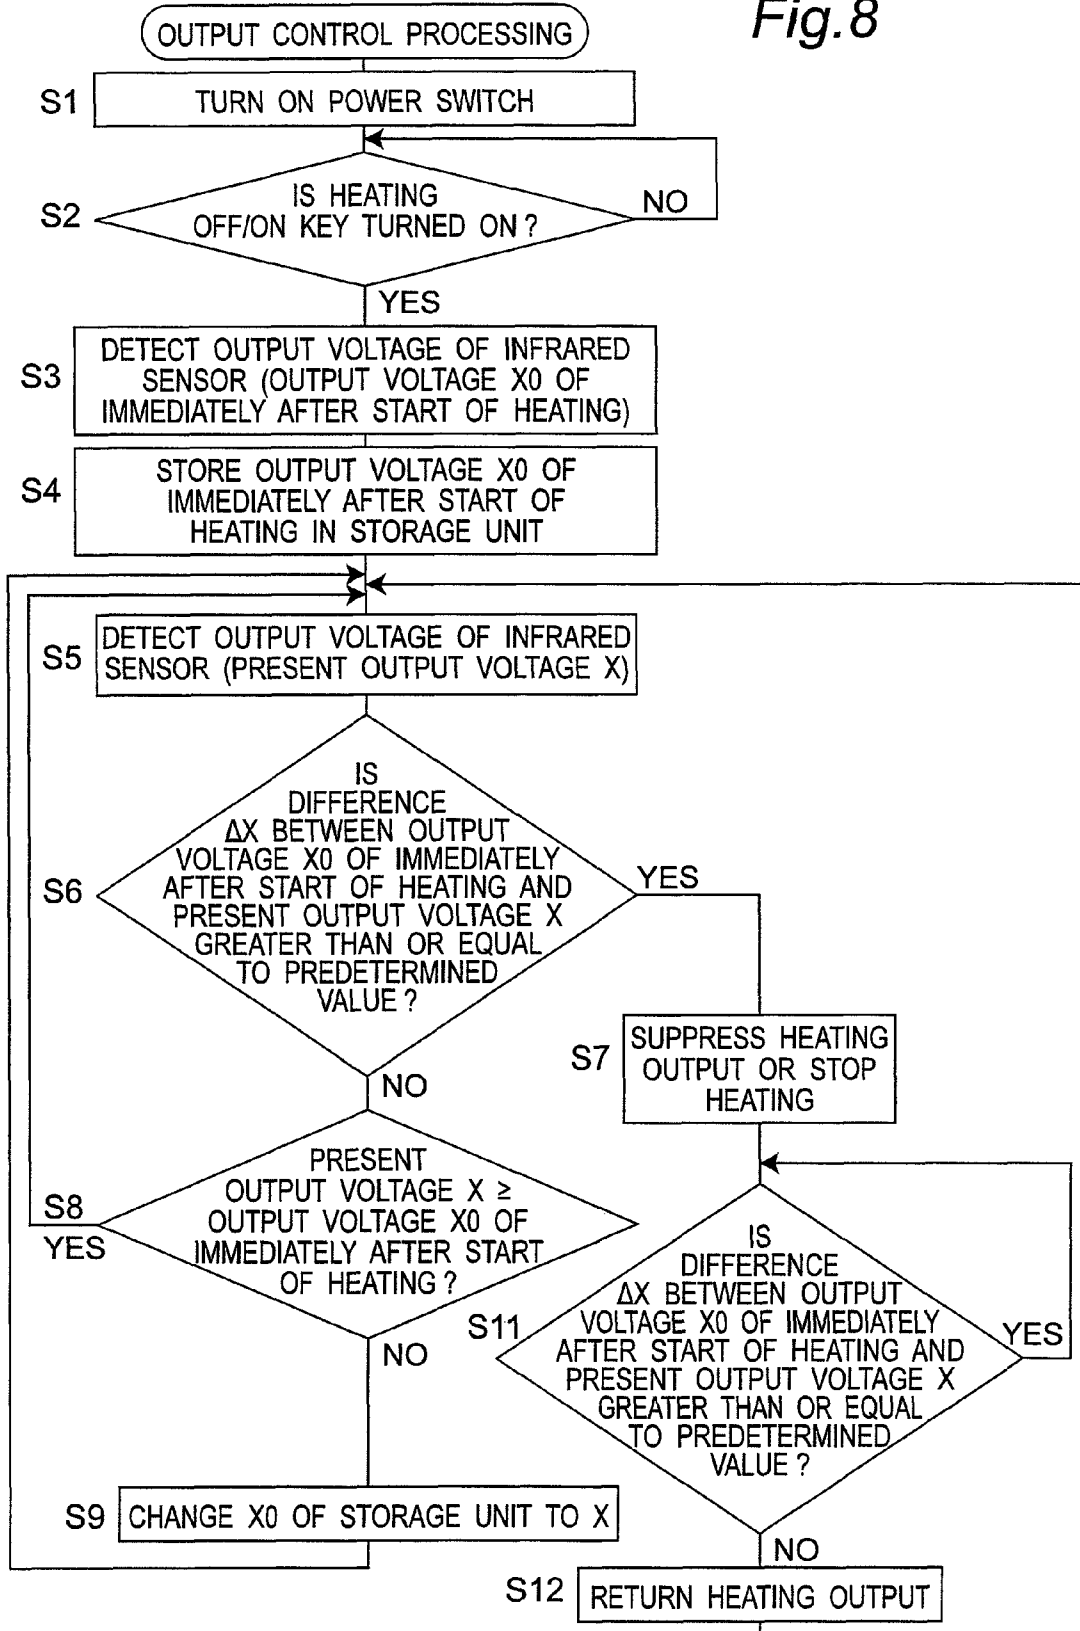 Fig.8
OUTPUT CONTROL PROCESSING
S1
TURN ON POWER SWITCH
S2
IS HEATING
OFF/ON KEY TURNED ON?
NO
YES
S3
DETECT OUTPUT VOLTAGE OF INFRARED
SENSOR (OUTPUT VOLTAGE X0 OF
IMMEDIATELY AFTER START OF HEATING)
S4
STORE OUTPUT VOLTAGE X0 OF
IMMEDIATELY AFTER START OF
HEATING IN STORAGE UNIT
S5
DETECT OUTPUT VOLTAGE OF INFRARED
SENSOR (PRESENT OUTPUT VOLTAGE X)
S6
IS
DIFFERENCE
ΔX BETWEEN OUTPUT
VOLTAGE X0 OF IMMEDIATELY
AFTER START OF HEATING AND
PRESENT OUTPUT VOLTAGE X
GREATER THAN OR EQUAL
TO PREDETERMINED
VALUE?
YES
NO
S7
SUPPRESS HEATING
OUTPUT OR STOP
HEATING
S8
YES
PRESENT
OUTPUT VOLTAGE X ≥
OUTPUT VOLTAGE X0 OF
IMMEDIATELY AFTER START
OF HEATING?
NO
S11
IS
DIFFERENCE
ΔX BETWEEN OUTPUT
VOLTAGE X0 OF IMMEDIATELY
AFTER START OF HEATING AND
PRESENT OUTPUT VOLTAGE X
GREATER THAN OR EQUAL
TO PREDETERMINED
VALUE?
YES
NO
S9
CHANGE X0 OF STORAGE UNIT TO X
S12
RETURN HEATING OUTPUT